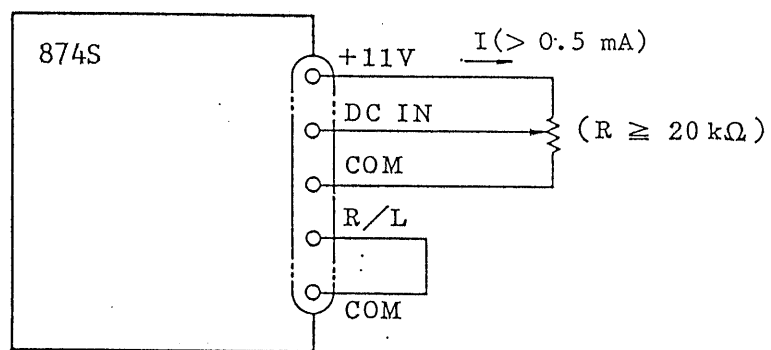 874S
+11V
I(> 0.5 mA)
DC IN
(R ≧ 20 kΩ)
COM
R/L
COM